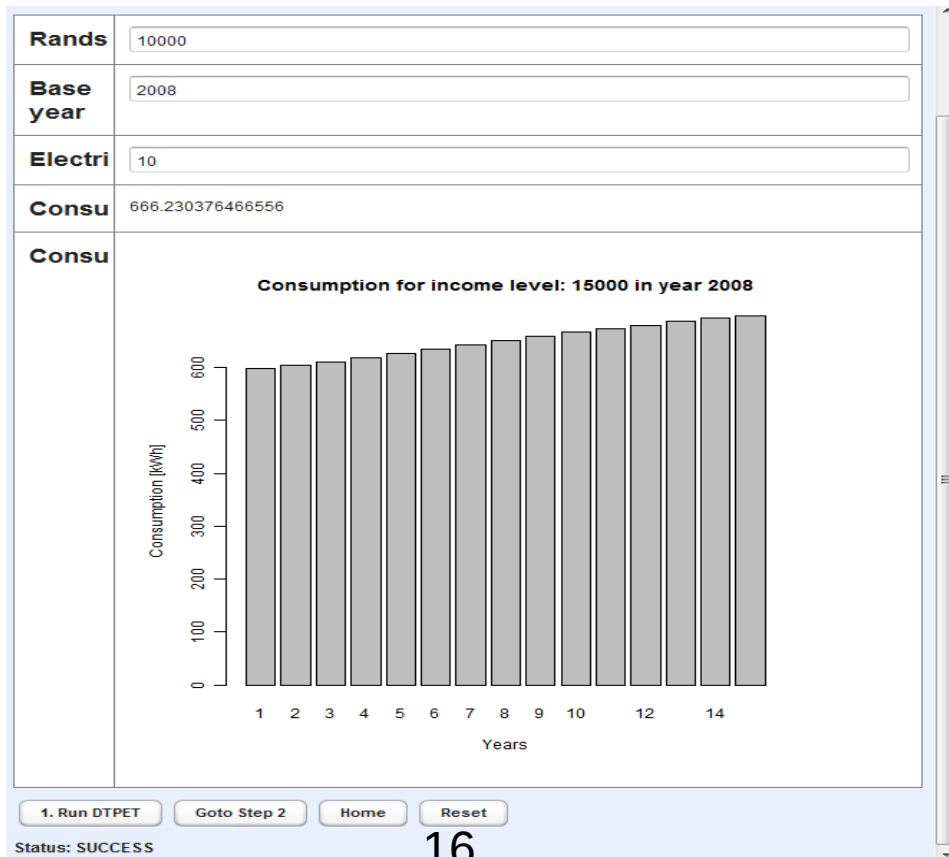 Rands 10000
Base year 2008
Electri 10
Consu 666.230376466556
Consu
Consumption for income level: 15000 in year 2008
Consumption [kWh]
600
500
400
300
200
100
0
1 2 3 4 5 6 7 8 9 10 12 14
Years
1. Run DTPET Goto Step 2 Home Reset
Status: SUCCESS
16